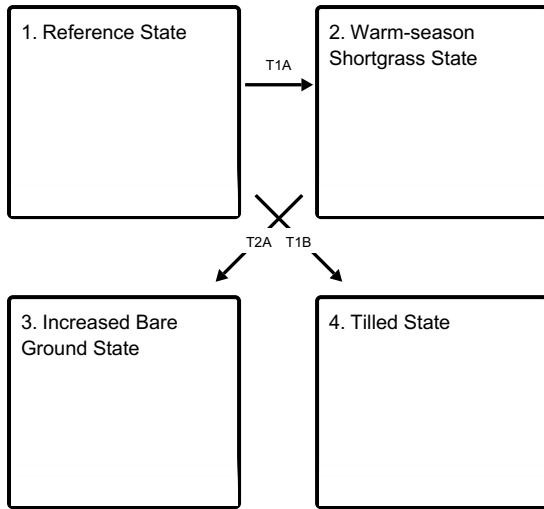 1. Reference State
2. Warm-season
Shortgrass State
T1A
T2A
T1B
3. Increased Bare
Ground State
4. Tilled State